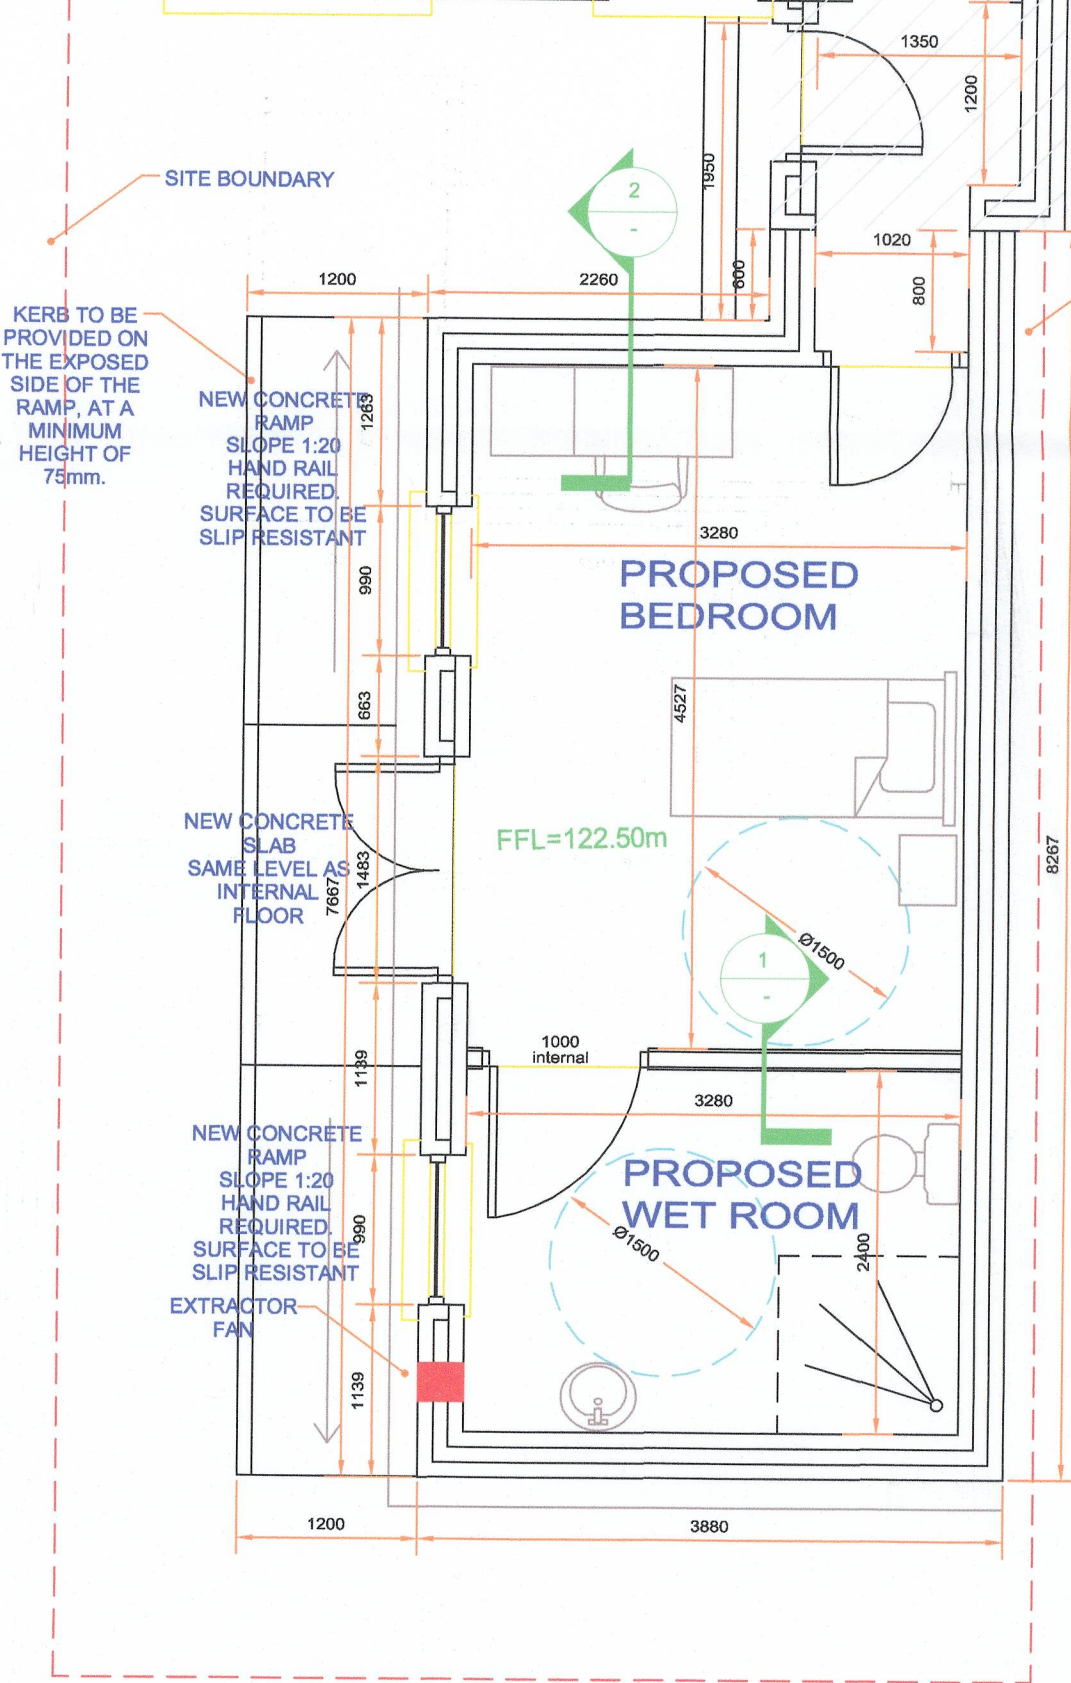 1350
1200
1950
SITE BOUNDARY
2
-
1020
600
800
1200
2260
KERB TO BE
PROVIDED ON
THE EXPOSED
SIDE OF THE
RAMP, AT A
MINIMUM
HEIGHT OF
75mm.
NEW CONCRETE
RAMP
SLOPE 1:20
HAND RAIL
REQUIRED.
SURFACE TO BE
SLIP RESISTANT
1263
990
3280
PROPOSED
BEDROOM
663
4527
NEW CONCRETE
SLAB
SAME LEVEL AS
INTERNAL
FLOOR
7667
1483
FFL=122.50m
8267
Ø1500
1
-
1000
internal
1139
3280
NEW CONCRETE
RAMP
SLOPE 1:20
HAND RAIL
REQUIRED.
SURFACE TO BE
SLIP RESISTANT
990
PROPOSED
WET ROOM
Ø1500
2400
EXTRACTOR
FAN
1139
1200
3880